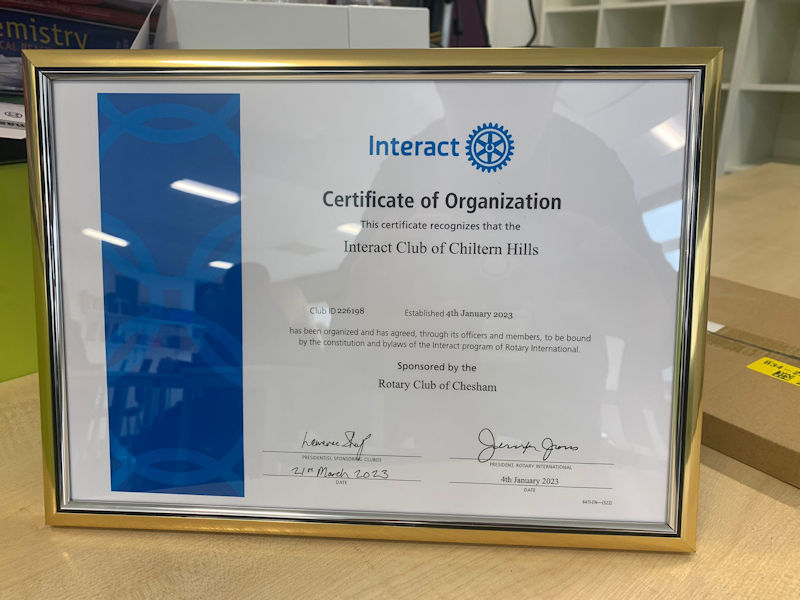 emistry
Interact
Certificate of Organization
This certificate recognizes that the
Interact Club of Chiltern Hills
Club ID 226198
Established 4th January 2023
has been organized and has agreed, through its officers and members, to be bound
by the constitution and bylaws of the Interact program of Rotary International.
Sponsored by the
Rotary Club of Chesham
PRESIDENT(S), SPONSORING CLUB(S)
21st March 2023
DATE
Jennifer Jones
PRESIDENT, ROTARY INTERNATIONAL
4th January 2023
DATE